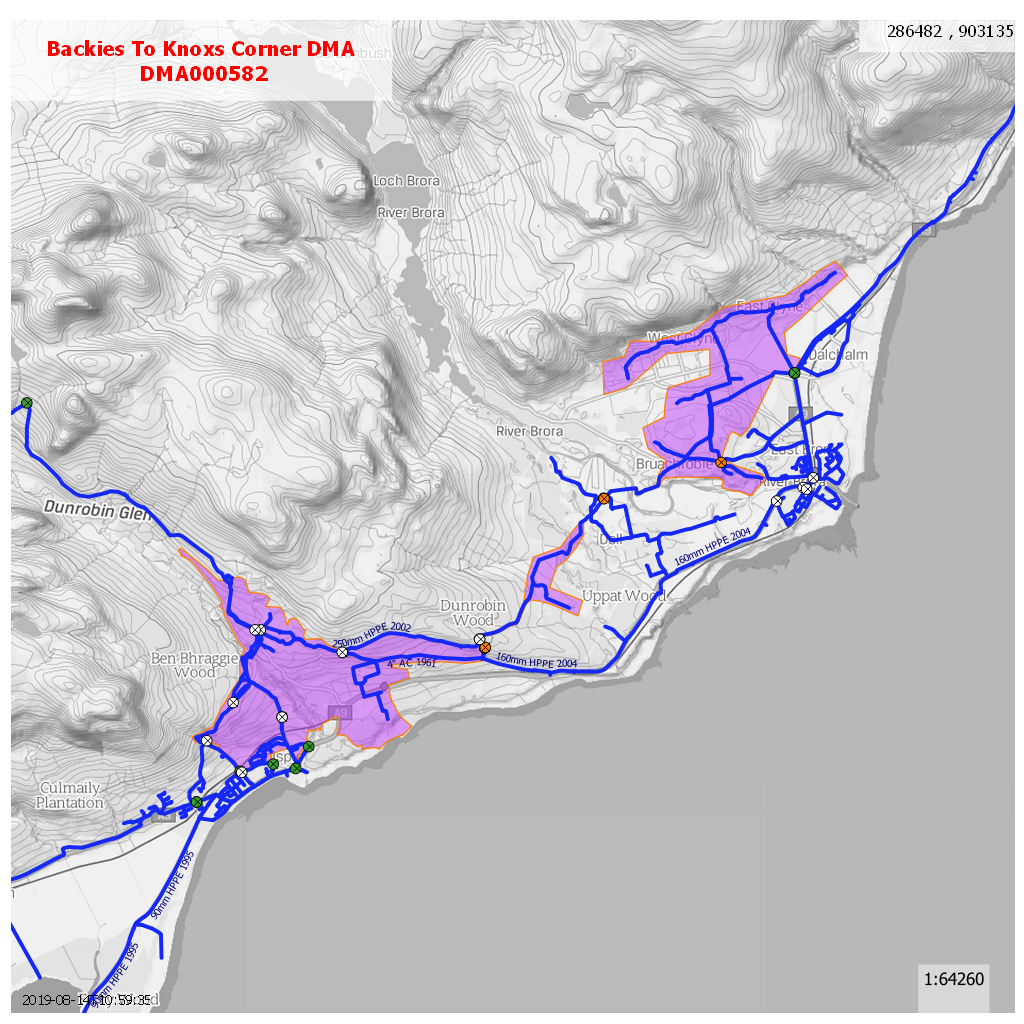 Backies To Knoxs Corner DMA
DMA000582
286482 , 903135
Loch Brora
River Brora
East Clyne
West Clyne
Dalchalm
River Brora
Bruachrobie
River Brora
Dunrobin Glen
Doll
160mm HPPE 2004
Uppat Wood
Dunrobin
Wood
250mm HPPE 2002
4" AC 1961
160mm HPPE 2004
Ben Bhraggie
Wood
A9
Culmaily
Plantation
90mm HPPE 1995
HPPE 1995
1:64260
2019-08-14 10:59:35